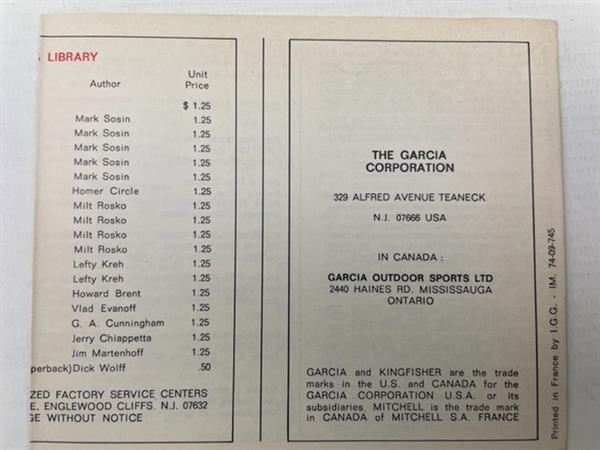 LIBRARY
Author
Unit
Price
$ 1.25
Mark Sosin 1.25
Mark Sosin 1.25
Mark Sosin 1.25
Mark Sosin 1.25
Mark Sosin 1.25
Homer Circle 1.25
Milt Rosko 1.25
Milt Rosko 1.25
Milt Rosko 1.25
Milt Rosko 1.25
Lefty Kreh 1.25
Lefty Kreh 1.25
Howard Brent 1.25
Vlad Evanoff 1.25
G. A. Cunningham 1.25
Jerry Chiappetta 1.25
Jim Martenhoff 1.25
perback) Dick Wolff .50
ZED FACTORY SERVICE CENTERS
E, ENGLEWOOD CLIFFS, N.J. 07632
GE WITHOUT NOTICE
THE GARCIA
CORPORATION
329 ALFRED AVENUE TEANECK
N.J. 07666 USA
IN CANADA :
GARCIA OUTDOOR SPORTS LTD
2440 HAINES RD. MISSISSAUGA
ONTARIO
GARCIA and KINGFISHER are the trade
marks in the U.S. and CANADA for the
GARCIA CORPORATION U.S.A. or its
subsidiaries, MITCHELL is the trade mark
in CANADA of MITCHELL S.A. FRANCE
Printed in France by I.G.G. - IM. 74-09-745